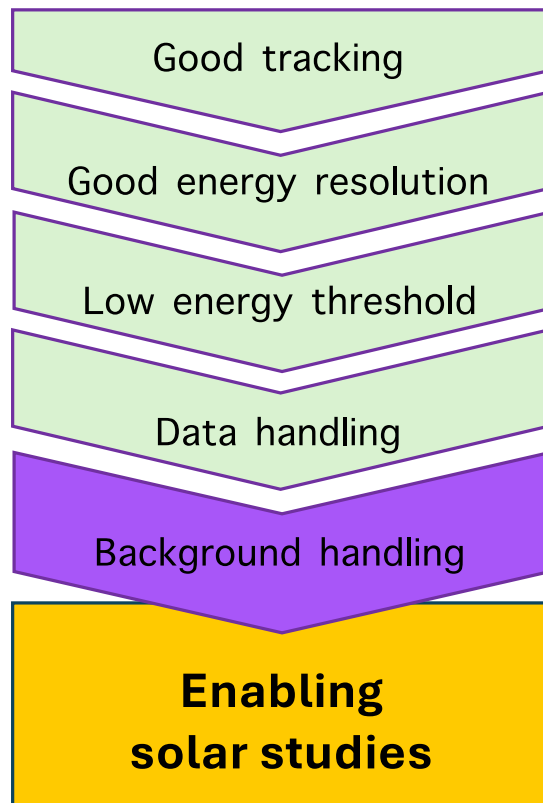 Good tracking
Good energy resolution
Low energy threshold
Data handling
Background handling
Enabling
solar studies